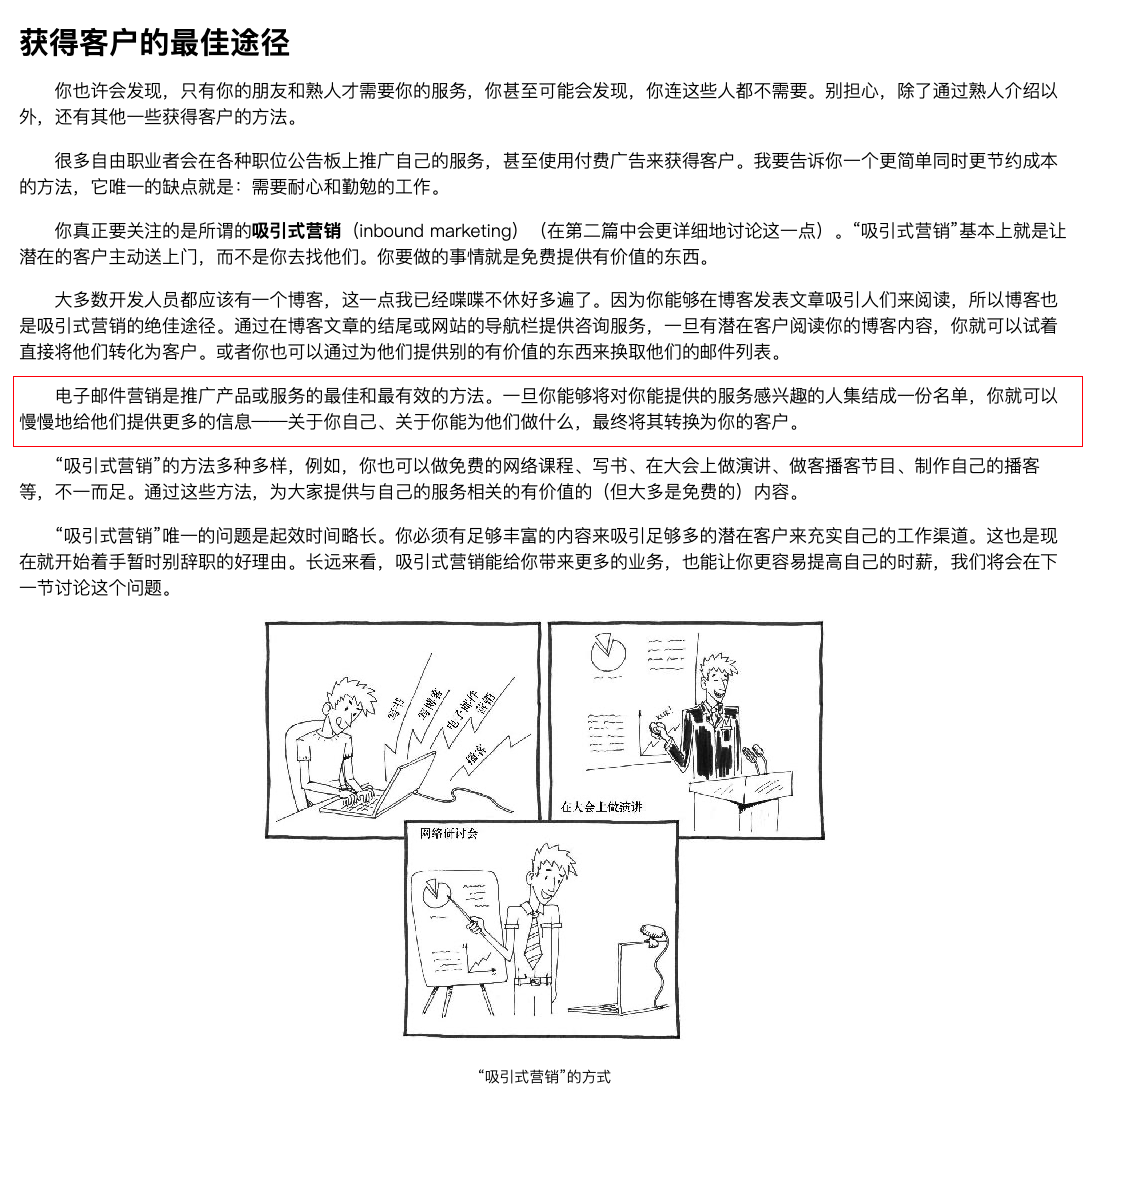 获得客户的最佳途径
你也许会发现，只有你的朋友和熟人才需要你的服务，你甚至可能会发现，你连这些人都不需要。别担心，除了通过熟人介绍以
外，还有其他一些获得客户的方法。
很多自由职业者会在各种职位公告板上推广自己的服务，甚至使用付费广告来获得客户。我要告诉你一个更简单同时更节约成本
的方法，它唯一的缺点就是：需要耐心和勤勉的工作。
你真正要关注的是所谓的吸引式营销（inbound marketing）（在第二篇中会更详细地讨论这一点）。“吸引式营销”基本上就是让
潜在的客户主动送上门，而不是你去找他们。你要做的事情就是免费提供有价值的东西。
大多数开发人员都应该有一个博客，这一点我已经喋喋不休好多遍了。因为你能够在博客发表文章吸引人们来阅读，所以博客也
是吸引式营销的绝佳途径。通过在博客文章的结尾或网站的导航栏提供咨询服务，一旦有潜在客户阅读你的博客内容，你就可以试着
直接将他们转化为客户。或者你也可以通过为他们提供别的有价值的东西来换取他们的邮件列表。
电子邮件营销是推广产品或服务的最佳和最有效的方法。一旦你能够将对你能提供的服务感兴趣的人集结成一份名单，你就可以
慢慢地给他们提供更多的信息——关于你自己、关于你能为他们做什么，最终将其转换为你的客户。
“吸引式营销”的方法多种多样，例如，你也可以做免费的网络课程、写书、在大会上做演讲、做客播客节目、制作自己的播客
等，不一而足。通过这些方法，为大家提供与自己的服务相关的有价值的（但大多是免费的）内容。
“吸引式营销”唯一的问题是起效时间略长。你必须有足够丰富的内容来吸引足够多的潜在客户来充实自己的工作渠道。这也是现
在就开始着手暂时别辞职的好理由。长远来看，吸引式营销能给你带来更多的业务，也能让你更容易提高自己的时薪，我们将会在下
一节讨论这个问题。
写书
写博客
电子邮件
营销
播客
在大会上做演讲
网络研讨会
“吸引式营销”的方式